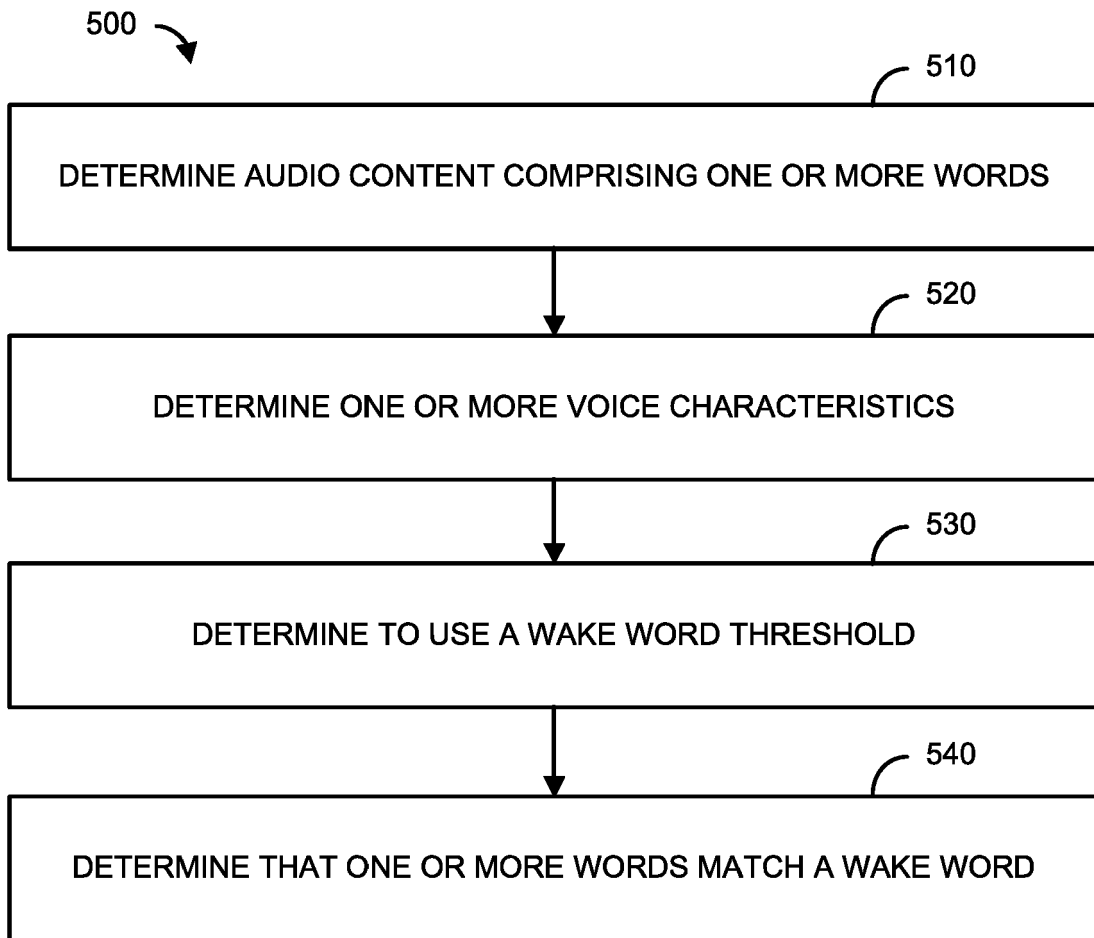 500
510
DETERMINE AUDIO CONTENT COMPRISING ONE OR MORE WORDS
520
DETERMINE ONE OR MORE VOICE CHARACTERISTICS
530
DETERMINE TO USE A WAKE WORD THRESHOLD
540
DETERMINE THAT ONE OR MORE WORDS MATCH A WAKE WORD